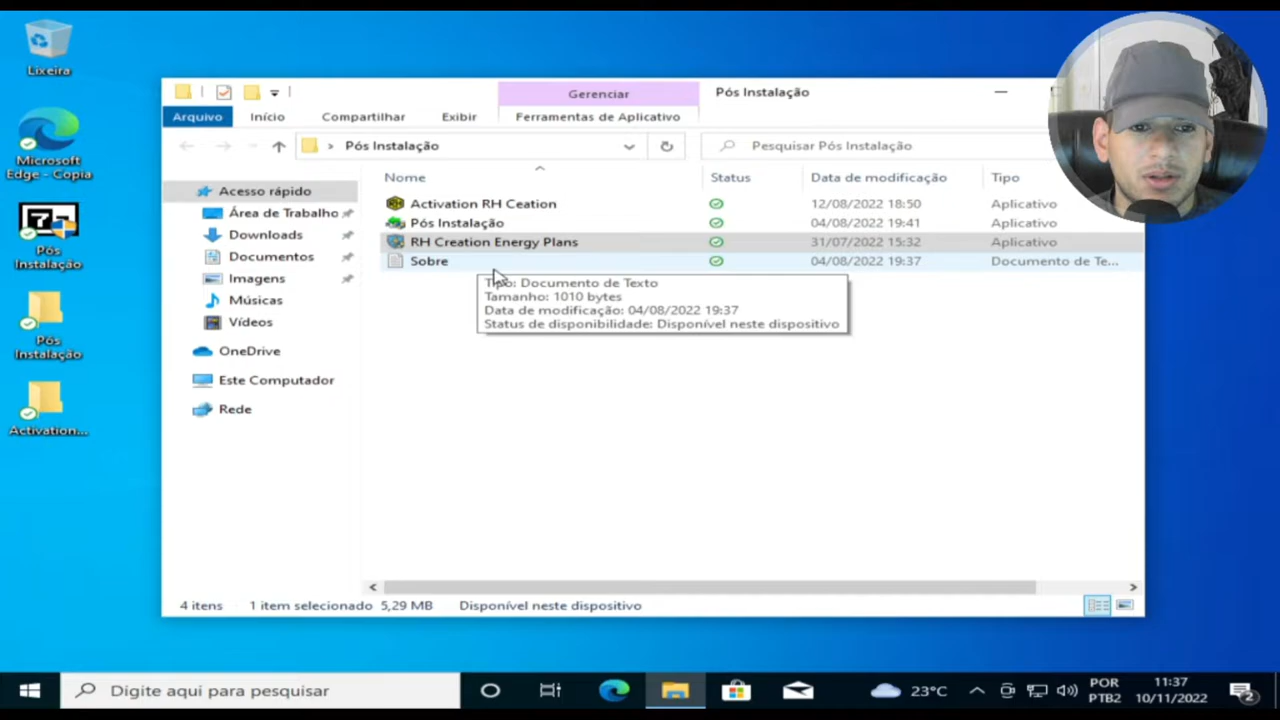 Lixeira
Microsoft
Edge - Copia
Pós
Instalação
Pós
Instalação
Activation...
Gerenciar
Pós Instalação
Arquivo
Início
Compartilhar
Exibir
Ferramentas de Aplicativo
Pós Instalação
Pesquisar Pós Instalação
Nome
Status
Data de modificação
Tipo
Acesso rápido
Área de Trabalho
Downloads
Documentos
Imagens
Músicas
Vídeos
OneDrive
Este Computador
Rede
Activation RH Ceation 12/08/2022 18:50 Aplicativo
Pós Instalação 04/08/2022 19:41 Aplicativo
RH Creation Energy Plans 31/07/2022 15:32 Aplicativo
Sobre 04/08/2022 19:37 Documento de Te...
Tipo: Documento de Texto
Tamanho: 1010 bytes
Data de modificação: 04/08/2022 19:37
Status de disponibilidade: Disponível neste dispositivo
4 itens 1 item selecionado 5,29 MB Disponível neste dispositivo
Digite aqui para pesquisar
23°C
POR
PTB2
11:37
10/11/2022
2